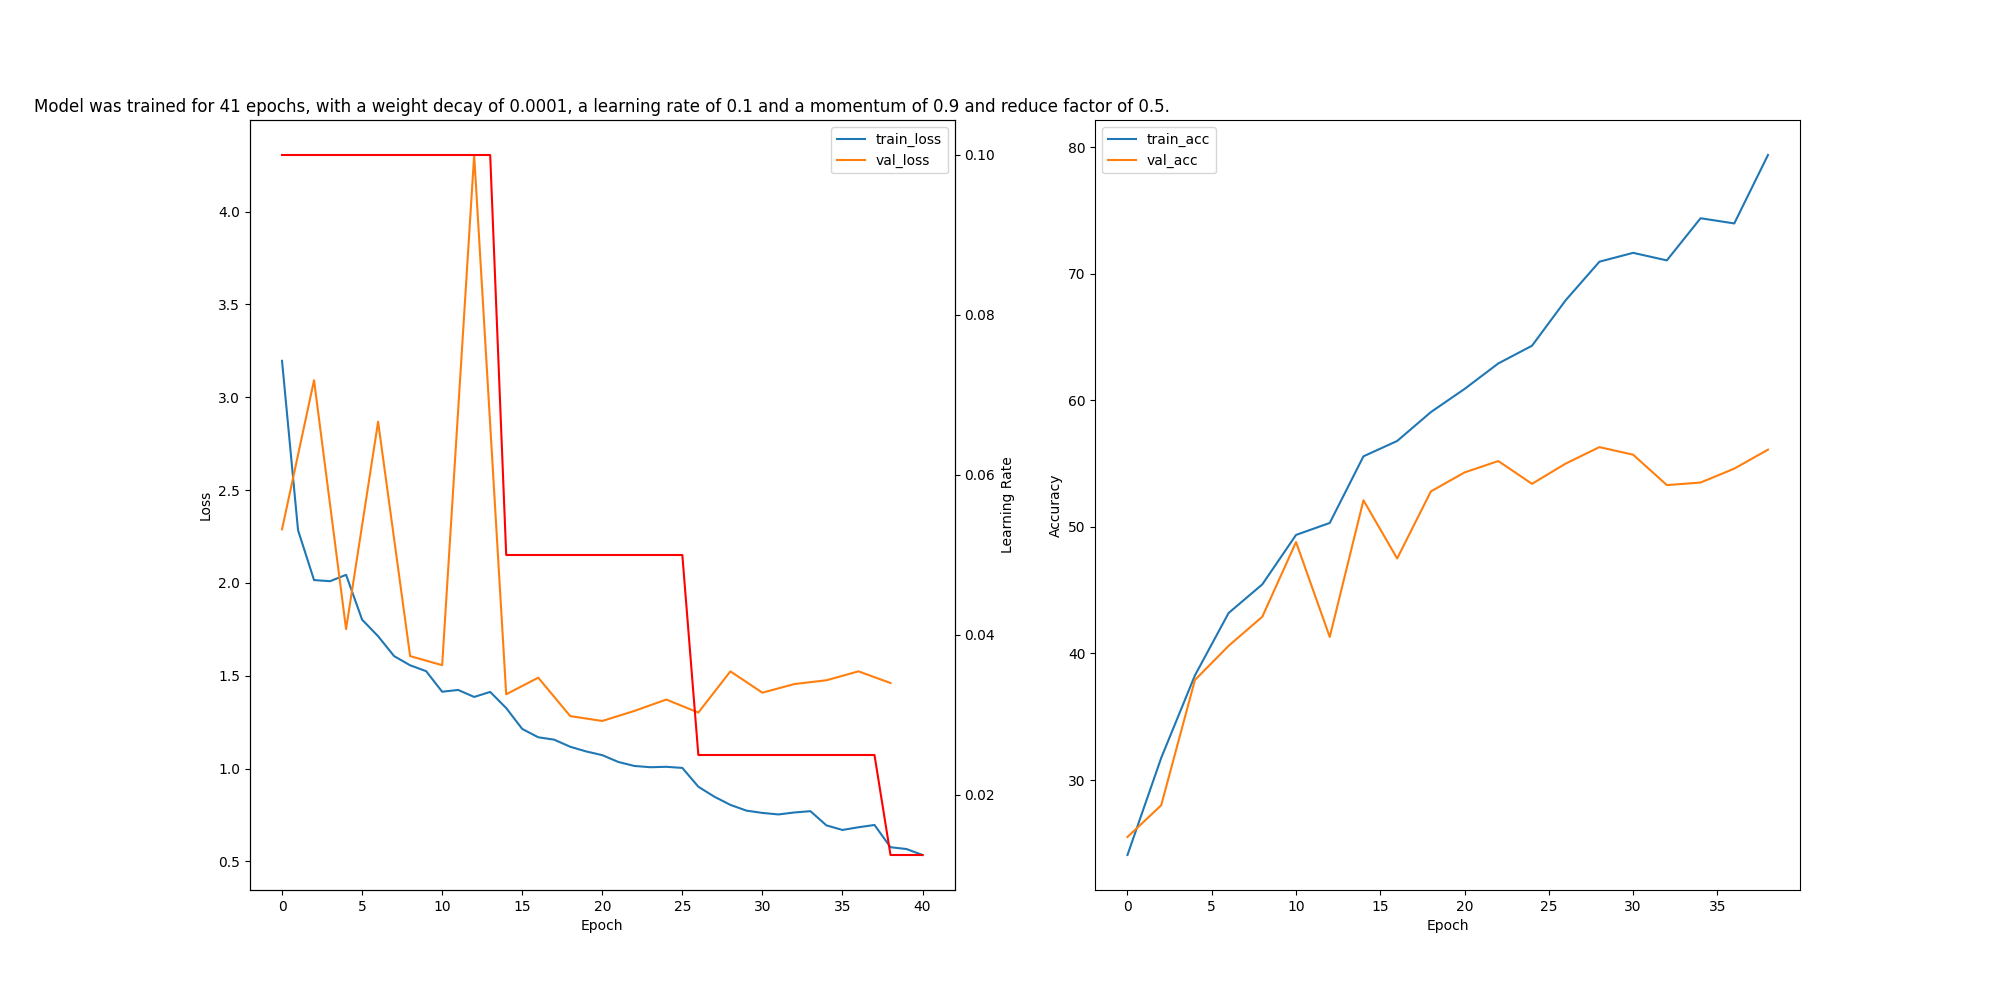 Model was trained for 41 epochs, with a weight decay of 0.0001, a learning rate of 0.1 and a momentum of 0.9 and reduce factor of 0.5.
train_loss
val_loss
4.0
3.5
3.0
2.5
2.0
1.5
1.0
0.5
Loss
0.10
0.08
0.06
0.04
0.02
Learning Rate
0 5 10 15 20 25 30 35 40
Epoch
train_acc
val_acc
80
70
60
50
40
30
Accuracy
0 5 10 15 20 25 30 35
Epoch